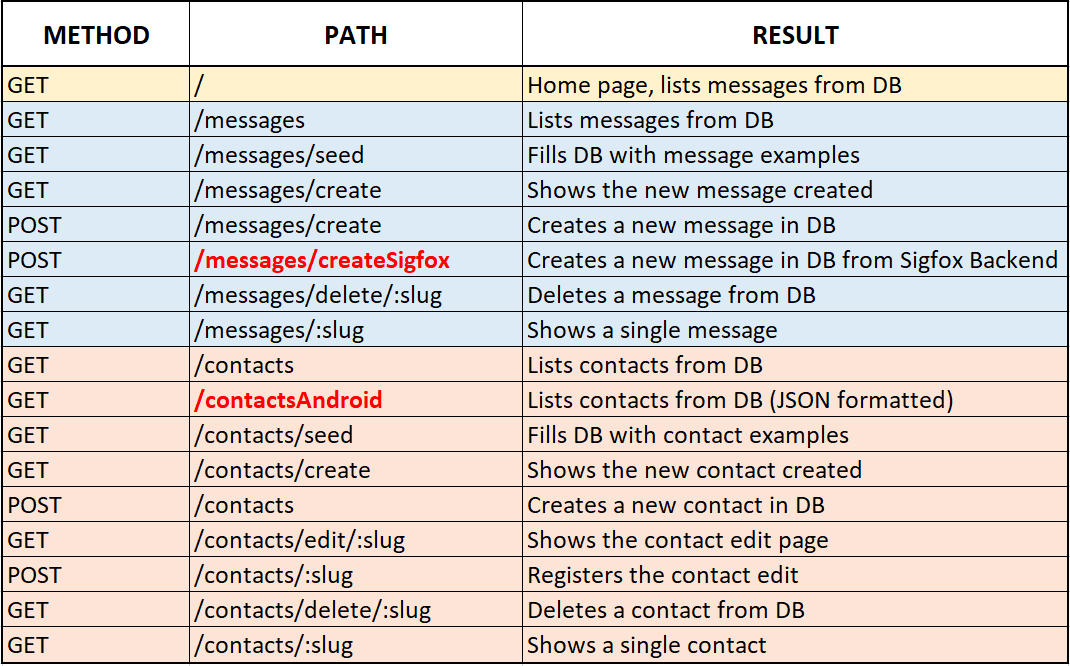 METHOD PATH RESULT
GET / Home page, lists messages from DB
GET /messages Lists messages from DB
GET /messages/seed Fills DB with message examples
GET /messages/create Shows the new message created
POST /messages/create Creates a new message in DB
POST /messages/createSigfox Creates a new message in DB from Sigfox Backend
GET /messages/delete/:slug Deletes a message from DB
GET /messages/:slug Shows a single message
GET /contacts Lists contacts from DB
GET /contactsAndroid Lists contacts from DB (JSON formatted)
GET /contacts/seed Fills DB with contact examples
GET /contacts/create Shows the new contact created
POST /contacts Creates a new contact in DB
GET /contacts/edit/:slug Shows the contact edit page
POST /contacts/:slug Registers the contact edit
GET /contacts/delete/:slug Deletes a contact from DB
GET /contacts/:slug Shows a single contact